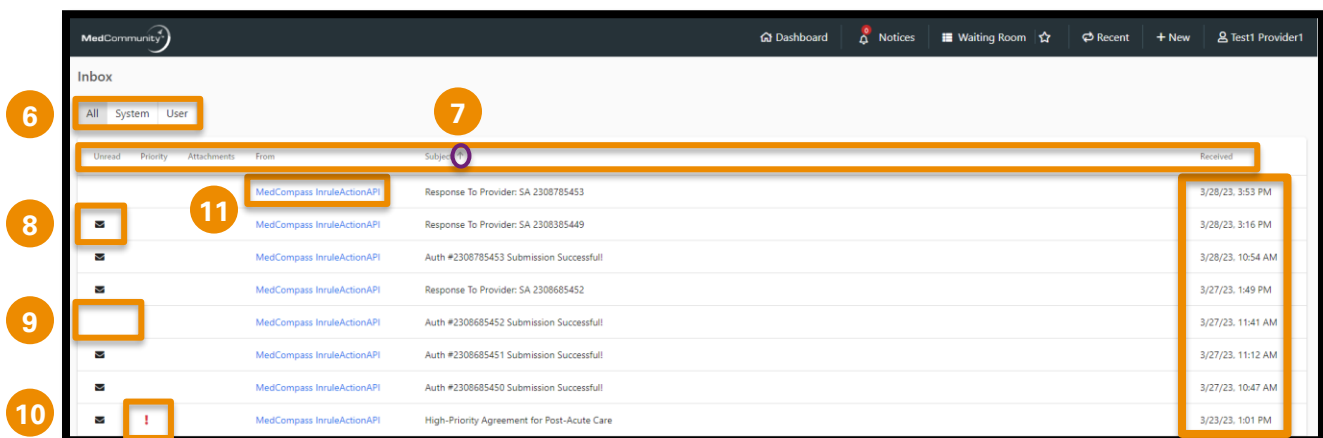 MedCommunity
0
Dashboard Notices Waiting Room Recent + New Test1 Provider1
Inbox
6
All System User
7
Unread Priority Attachments From Subject ↑ Received
MedCompass InruleActionAPI Response To Provider: SA 2308785453 3/28/23, 3:53 PM
11
8
MedCompass InruleActionAPI Response To Provider: SA 2308385449 3/28/23, 3:16 PM
MedCompass InruleActionAPI Auth #2308785453 Submission Successful! 3/28/23, 10:54 AM
MedCompass InruleActionAPI Response To Provider: SA 2308685452 3/27/23, 1:49 PM
9
MedCompass InruleActionAPI Auth #2308685452 Submission Successful! 3/27/23, 11:41 AM
MedCompass InruleActionAPI Auth #2308685451 Submission Successful! 3/27/23, 11:12 AM
MedCompass InruleActionAPI Auth #2308685450 Submission Successful! 3/27/23, 10:47 AM
10
! MedCompass InruleActionAPI High-Priority Agreement for Post-Acute Care 3/23/23, 1:01 PM